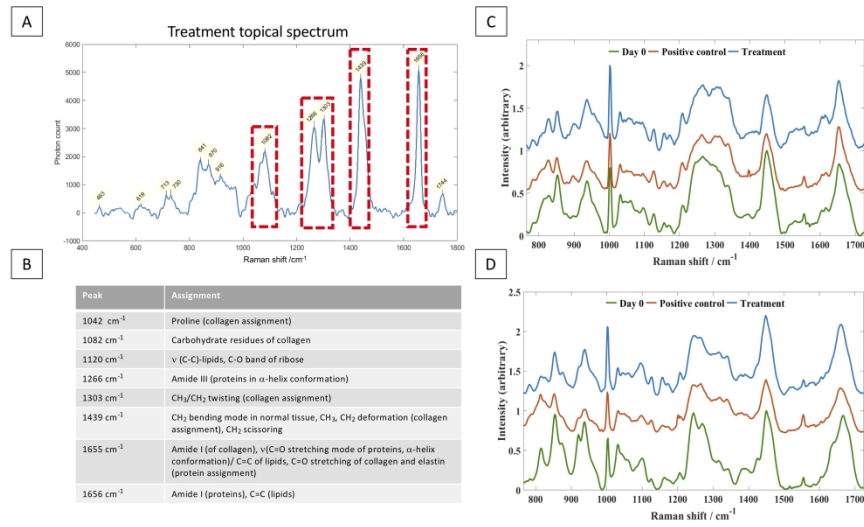 A
Treatment topical spectrum
6000
5000
4000
3000
2000
1000
0
-1000
Photon count
463
619
713
730
841
870
916
1082
1266
1303
1439
1656
1744
400 600 800 1000 1200 1400 1600 1800
Raman shift /cm-1
B
Peak Assignment
1042 cm-1 Proline (collagen assignment)
1082 cm-1 Carbohydrate residues of collagen
1120 cm-1 ν (C-C)-lipids, C-O band of ribose
1266 cm-1 Amide III (proteins in α-helix conformation)
1303 cm-1 CH3/CH2 twisting (collagen assignment)
1439 cm-1 CH2 bending mode in normal tissue, CH3, CH2 deformation (collagen
assignment), CH2 scissoring
1655 cm-1 Amide I (of collagen), ν(C=O stretching mode of proteins, α-helix
conformation)/ C=C of lipids, C=O stretching of collagen and elastin
(protein assignment)
1656 cm-1 Amide I (proteins), C=C (lipids)
C
Day 0 Positive control Treatment
2
1.5
1
0.5
0
Intensity (arbitrary)
800 900 1000 1100 1200 1300 1400 1500 1600 1700
Raman shift / cm-1
D
Day 0 Positive control Treatment
2.5
2
1.5
1
0.5
0
Intensity (arbitrary)
800 900 1000 1100 1200 1300 1400 1500 1600 1700
Raman shift / cm-1